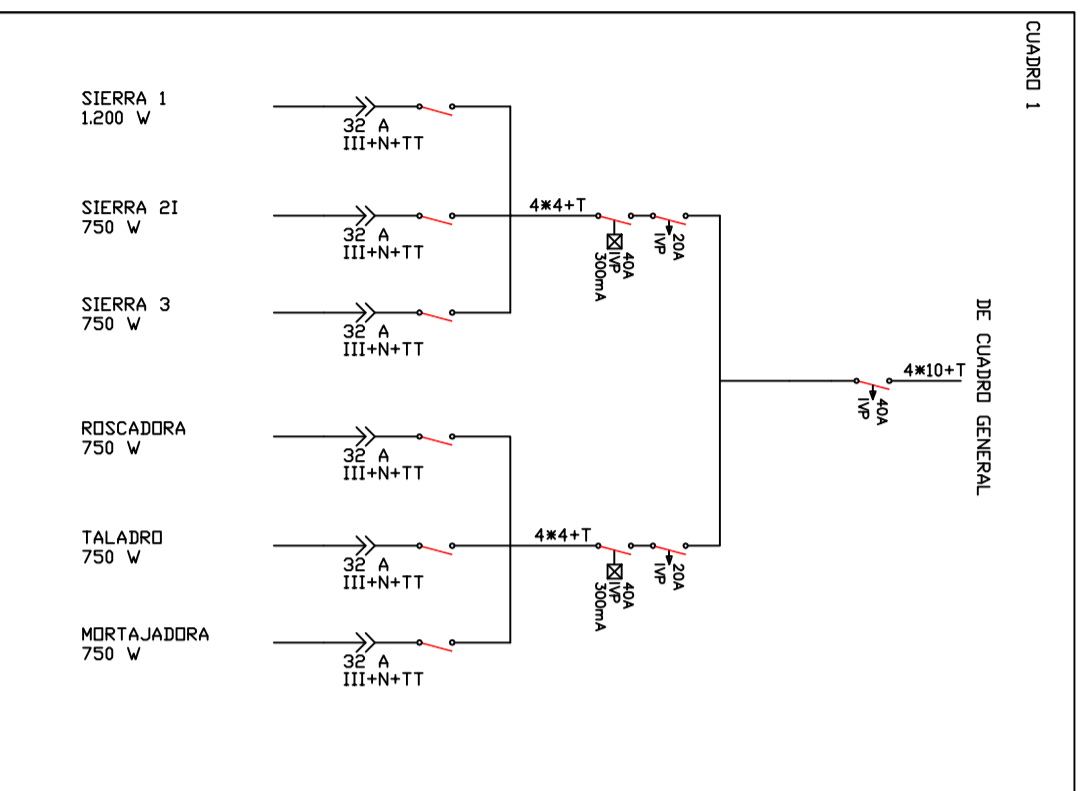 CUADRO 1
SIERRA 1
1.200 W
32 A
III+N+TT
SIERRA 2I
750 W
32 A
III+N+TT
4*4+T
40A
IVP
300mA
20A
IVP
SIERRA 3
750 W
32 A
III+N+TT
DE CUADRO GENERAL
4*10+T
40A
IVP
ROSCADORA
750 W
32 A
III+N+TT
TALADRO
750 W
32 A
III+N+TT
4*4+T
40A
IVP
300mA
20A
IVP
MORTAJADORA
750 W
32 A
III+N+TT